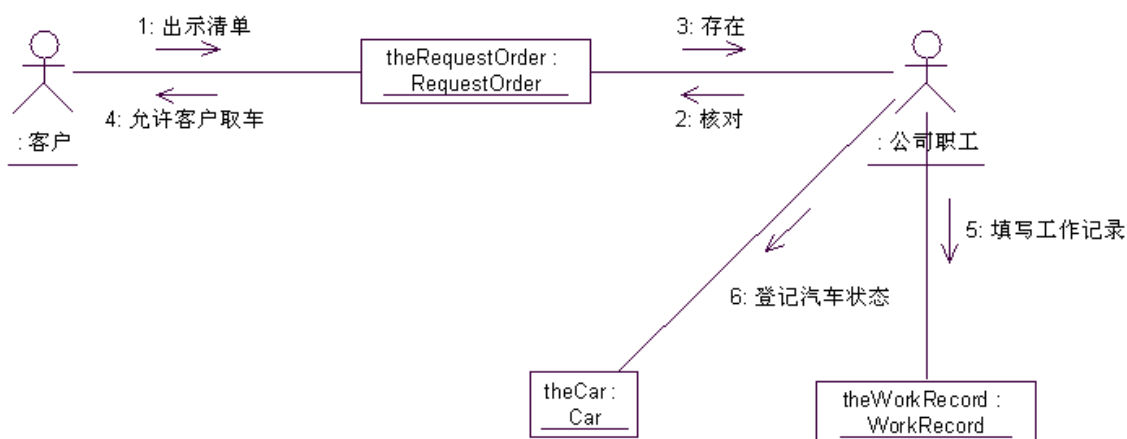 1: 出示清单
3: 存在
theRequestOrder :
RequestOrder
4: 允许客户取车
2: 核对
: 客户
: 公司职工
5: 填写工作记录
6: 登记汽车状态
theCar :
Car
theWorkRecord :
WorkRecord